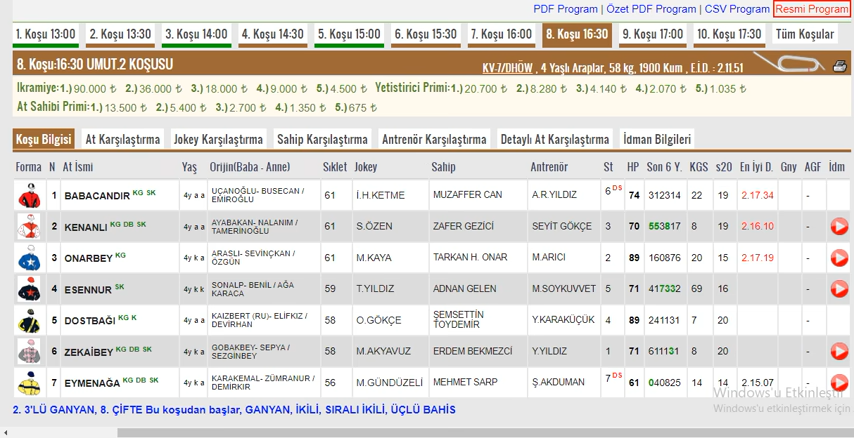 PDF Program | Özet PDF Program | CSV Program Resmi Program
1. Koşu 13:00 2. Koşu 13:30 3. Koşu 14:00 4. Koşu 14:30 5. Koşu 15:00 6. Koşu 15:30 7. Koşu 16:00 8. Koşu 16:30 9. Koşu 17:00 10. Koşu 17:30 Tüm Koşular
8. Koşu:16:30 UMUT.2 KOŞUSU KV-7/DHÖW , 4 Yaşlı Araplar, 58 kg, 1900 Kum , E.İ.D. : 2.11.51
Ikramiye:1.) 90.000 ₺ 2.) 36.000 ₺ 3.) 18.000 ₺ 4.) 9.000 ₺ 5.) 4.500 ₺ Yetistirici Primi:1.) 20.700 ₺ 2.) 8.280 ₺ 3.) 4.140 ₺ 4.) 2.070 ₺ 5.) 1.035 ₺
At Sahibi Primi:1.) 13.500 ₺ 2.) 5.400 ₺ 3.) 2.700 ₺ 4.) 1.350 ₺ 5.) 675 ₺
Koşu Bilgisi At Karşılaştırma Jokey Karşılaştırma Sahip Karşılaştırma Antrenör Karşılaştırma Detaylı At Karşılaştırma İdman Bilgileri
Forma N At İsmi Yaş Orijin(Baba - Anne) Sıklet Jokey Sahip Antrenör St HP Son 6 Y. KGS s20 En İyi D. Gny AGF İdm
1 BABACANDIR KG SK 4y a a UÇANOĞLU- BUSECAN / EMİROĞLU 61 İ.H.KETME MUZAFFER CAN A.R.YILDIZ 6 DS 74 312314 22 19 2.17.34 -
2 KENANLI KG DB SK 4y a a AYABAKAN- NALANIM / TAMERİNOĞLU 61 S.ÖZEN ZAFER GEZİCİ SEYİT GÖKÇE 3 70 553817 8 19 2.16.10 -
3 ONARBEY KG 4y k a ARASLI- SEVİNÇKAN / ÖZGÜN 61 M.KAYA TARKAN H. ONAR M.ARICI 2 89 160876 20 15 2.17.19 -
4 ESENNUR SK 4y k k SONALP- BENİL / AĞA KARACA 59 T.YILDIZ ADNAN GELEN M.SOYKUVVET 5 71 417332 69 16 -
5 DOSTBAĞI KG K 4y a a KAIZBERT (RU)- ELİFKIZ / DEVİRHAN 58 O.GÖKÇE ŞEMSETTİN TOYDEMİR Y.KARAKÜÇÜK 4 89 241131 7 20 -
6 ZEKAİBEY KG DB SK 4y k a GOBAKBEY- SEPYA / SEZGİNBEY 58 M.AKYAVUZ ERDEM BEKMEZCİ Y.YILDIZ 1 71 611131 8 20 -
7 EYMENAĞA KG DB SK 4y k a KARAKEMAL- ZÜMRANUR / DEMİRKIR 56 M.GÜNDÜZELİ MEHMET SARP Ş.AKDUMAN 7 DS 61 040825 14 14 2.15.07 -
Windows'u Etkinleştir
2. 3'LÜ GANYAN, 8. ÇİFTE Bu koşudan başlar, GANYAN, İKİLİ, SIRALI İKİLİ, ÜÇLÜ BAHİS
Windows'u etkinleştirmek için